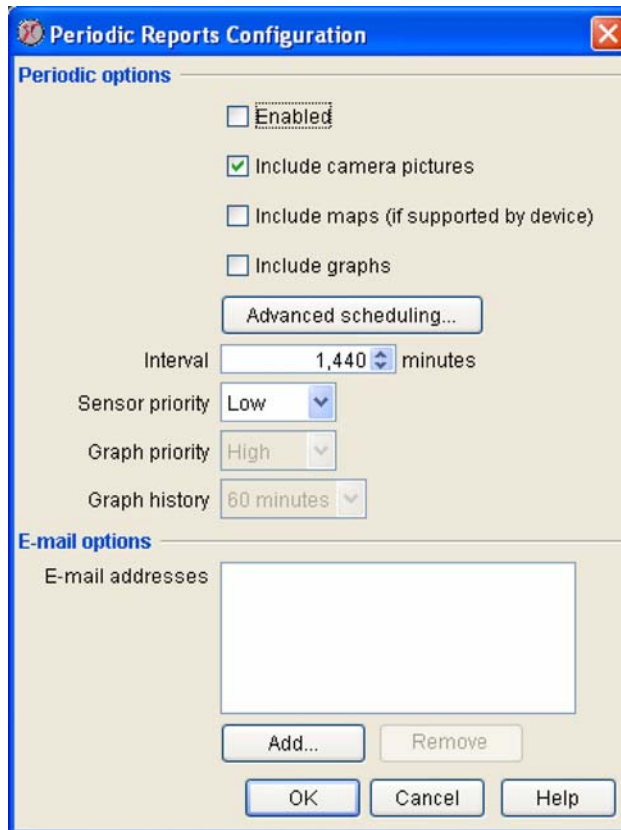 Periodic Reports Configuration
Periodic options
Enabled
Include camera pictures
Include maps (if supported by device)
Include graphs
Advanced scheduling...
Interval 1,440 minutes
Sensor priority Low
Graph priority High
Graph history 60 minutes
E-mail options
E-mail addresses
Add... Remove
OK Cancel Help